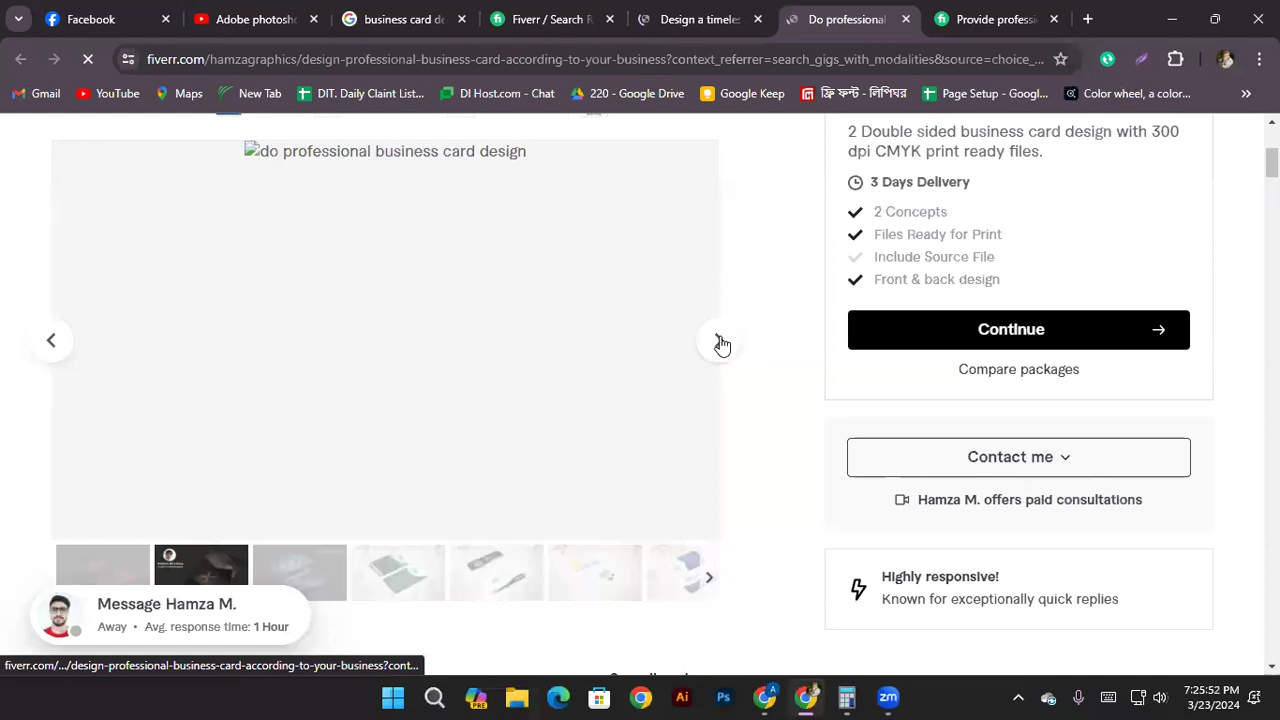 Facebook
Adobe photosho
business card de
Fiverr / Search R
Design a timeles
Do professional
Provide professi
fiverr.com/hamzagraphics/design-professional-business-card-according-to-your-business?context_referrer=search_gigs_with_modalities&source=choice_...
Gmail
YouTube
Maps
New Tab
DIT. Daily Claint List...
DI Host.com - Chat
220 - Google Drive
Google Keep
ফ্রি ফন্ট - লিপিঘর
Page Setup - Googl...
Color wheel, a color...
do professional business card design
2 Double sided business card design with 300
dpi CMYK print ready files.
3 Days Delivery
2 Concepts
Files Ready for Print
Include Source File
Front & back design
Continue
Compare packages
Contact me
Hamza M. offers paid consultations
Highly responsive!
Known for exceptionally quick replies
Message Hamza M.
Away • Avg. response time: 1 Hour
fiverr.com/.../design-professional-business-card-according-to-your-business?cont...
PRE
Ai
Ps
A
zm
7:25:52 PM
3/23/2024